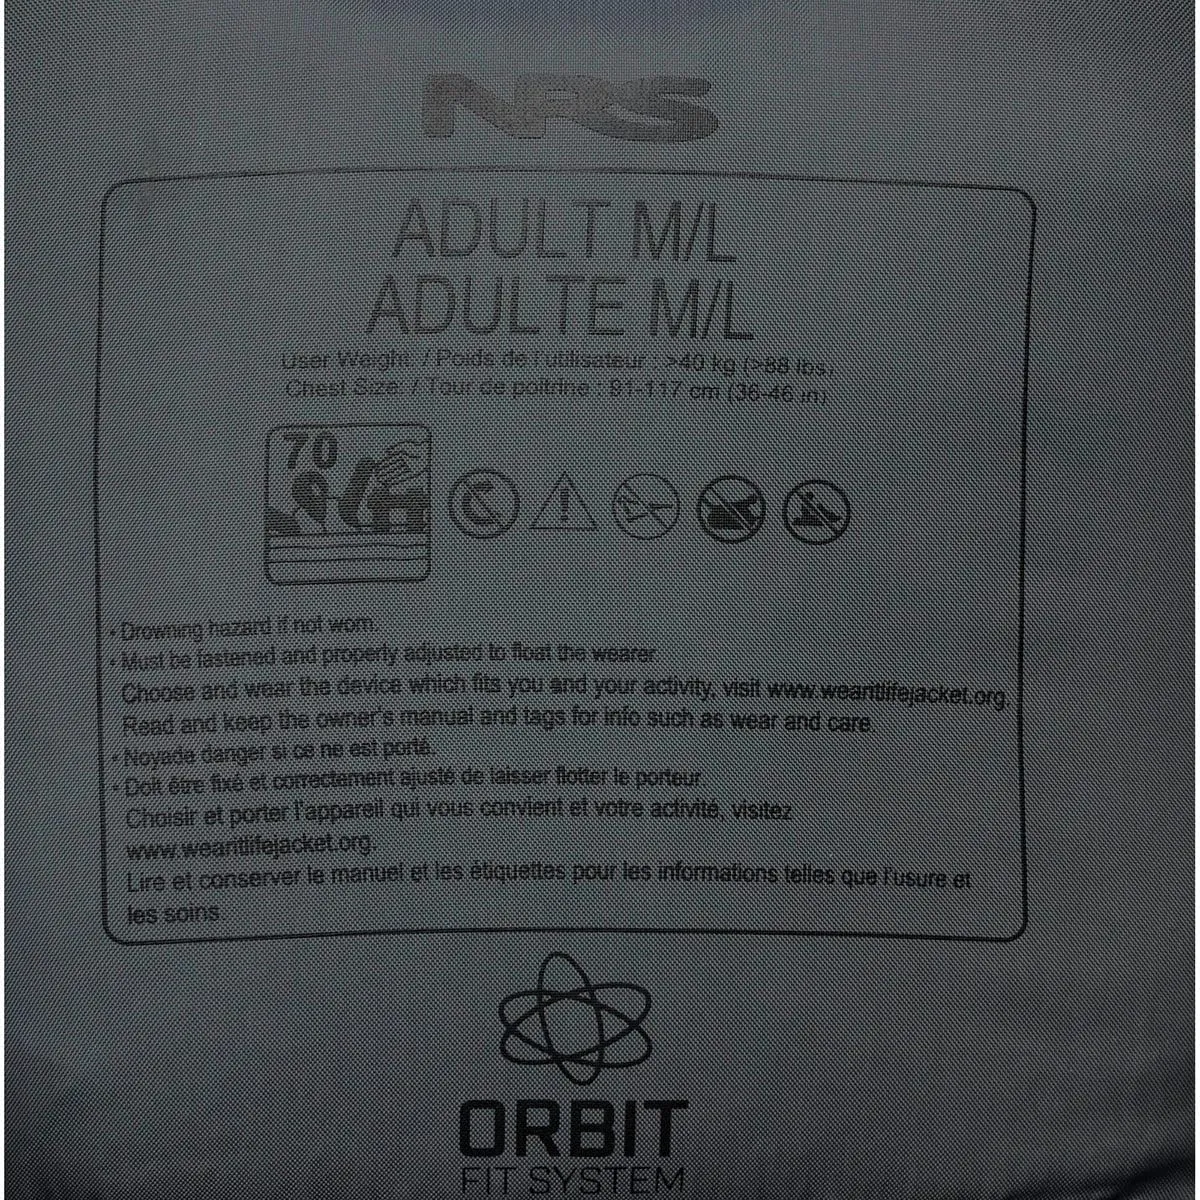 NRS
ADULT M/L
ADULTE M/L
User Weight: / Poids de l'utilisateur : >40 kg (>88 lbs)
Chest Size: / Tour de poitrine : 91-117 cm (36-46 in)
70
• Drowning hazard if not worn.
• Must be fastened and properly adjusted to float the wearer.
Choose and wear the device which fits you and your activity, visit www.wearitlifejacket.org.
Read and keep the owner's manual and tags for info such as wear and care.
• Noyade danger si ce ne est porté.
• Doit être fixé et correctement ajusté de laisser flotter le porteur.
Choisir et porter l'appareil qui vous convient et votre activité, visitez
www.wearitlifejacket.org.
Lire et conserver le manuel et les étiquettes pour les informations telles que l'usure et
les soins.
ORBIT
FIT SYSTEM